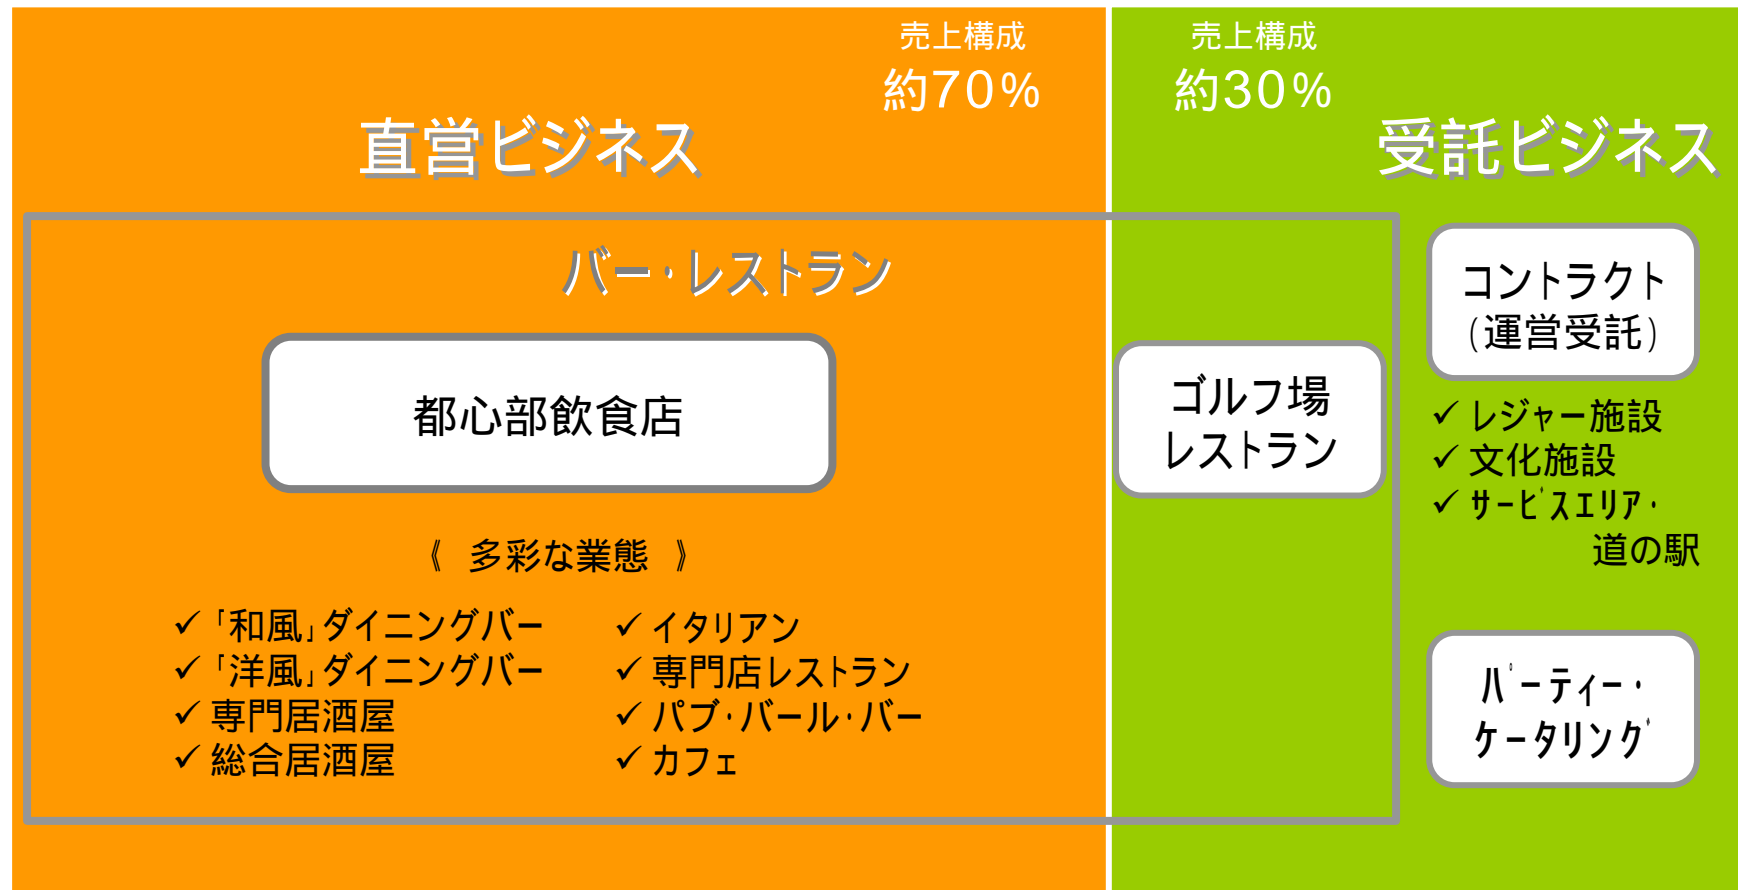 売上構成
約70%
直営ビジネス
売上構成
約30%
受託ビジネス
バー・レストラン
都心部飲食店
《 多彩な業態 》
✓「和風」ダイニングバー
✓「洋風」ダイニングバー
✓専門居酒屋
✓総合居酒屋
✓イタリアン
✓専門店レストラン
✓パブ・バール・バー
✓カフェ
ゴルフ場
レストラン
コントラクト
(運営受託)
✓レジャー施設
✓文化施設
✓サービスエリア・
道の駅
パーティー・
ケータリング